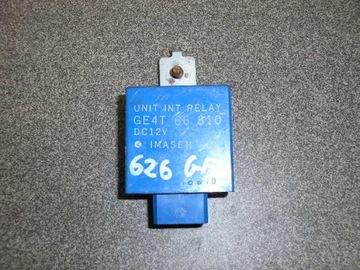 UNIT INT RELAY
GE4T 66 810
DC12V
IMASEN
626 GF